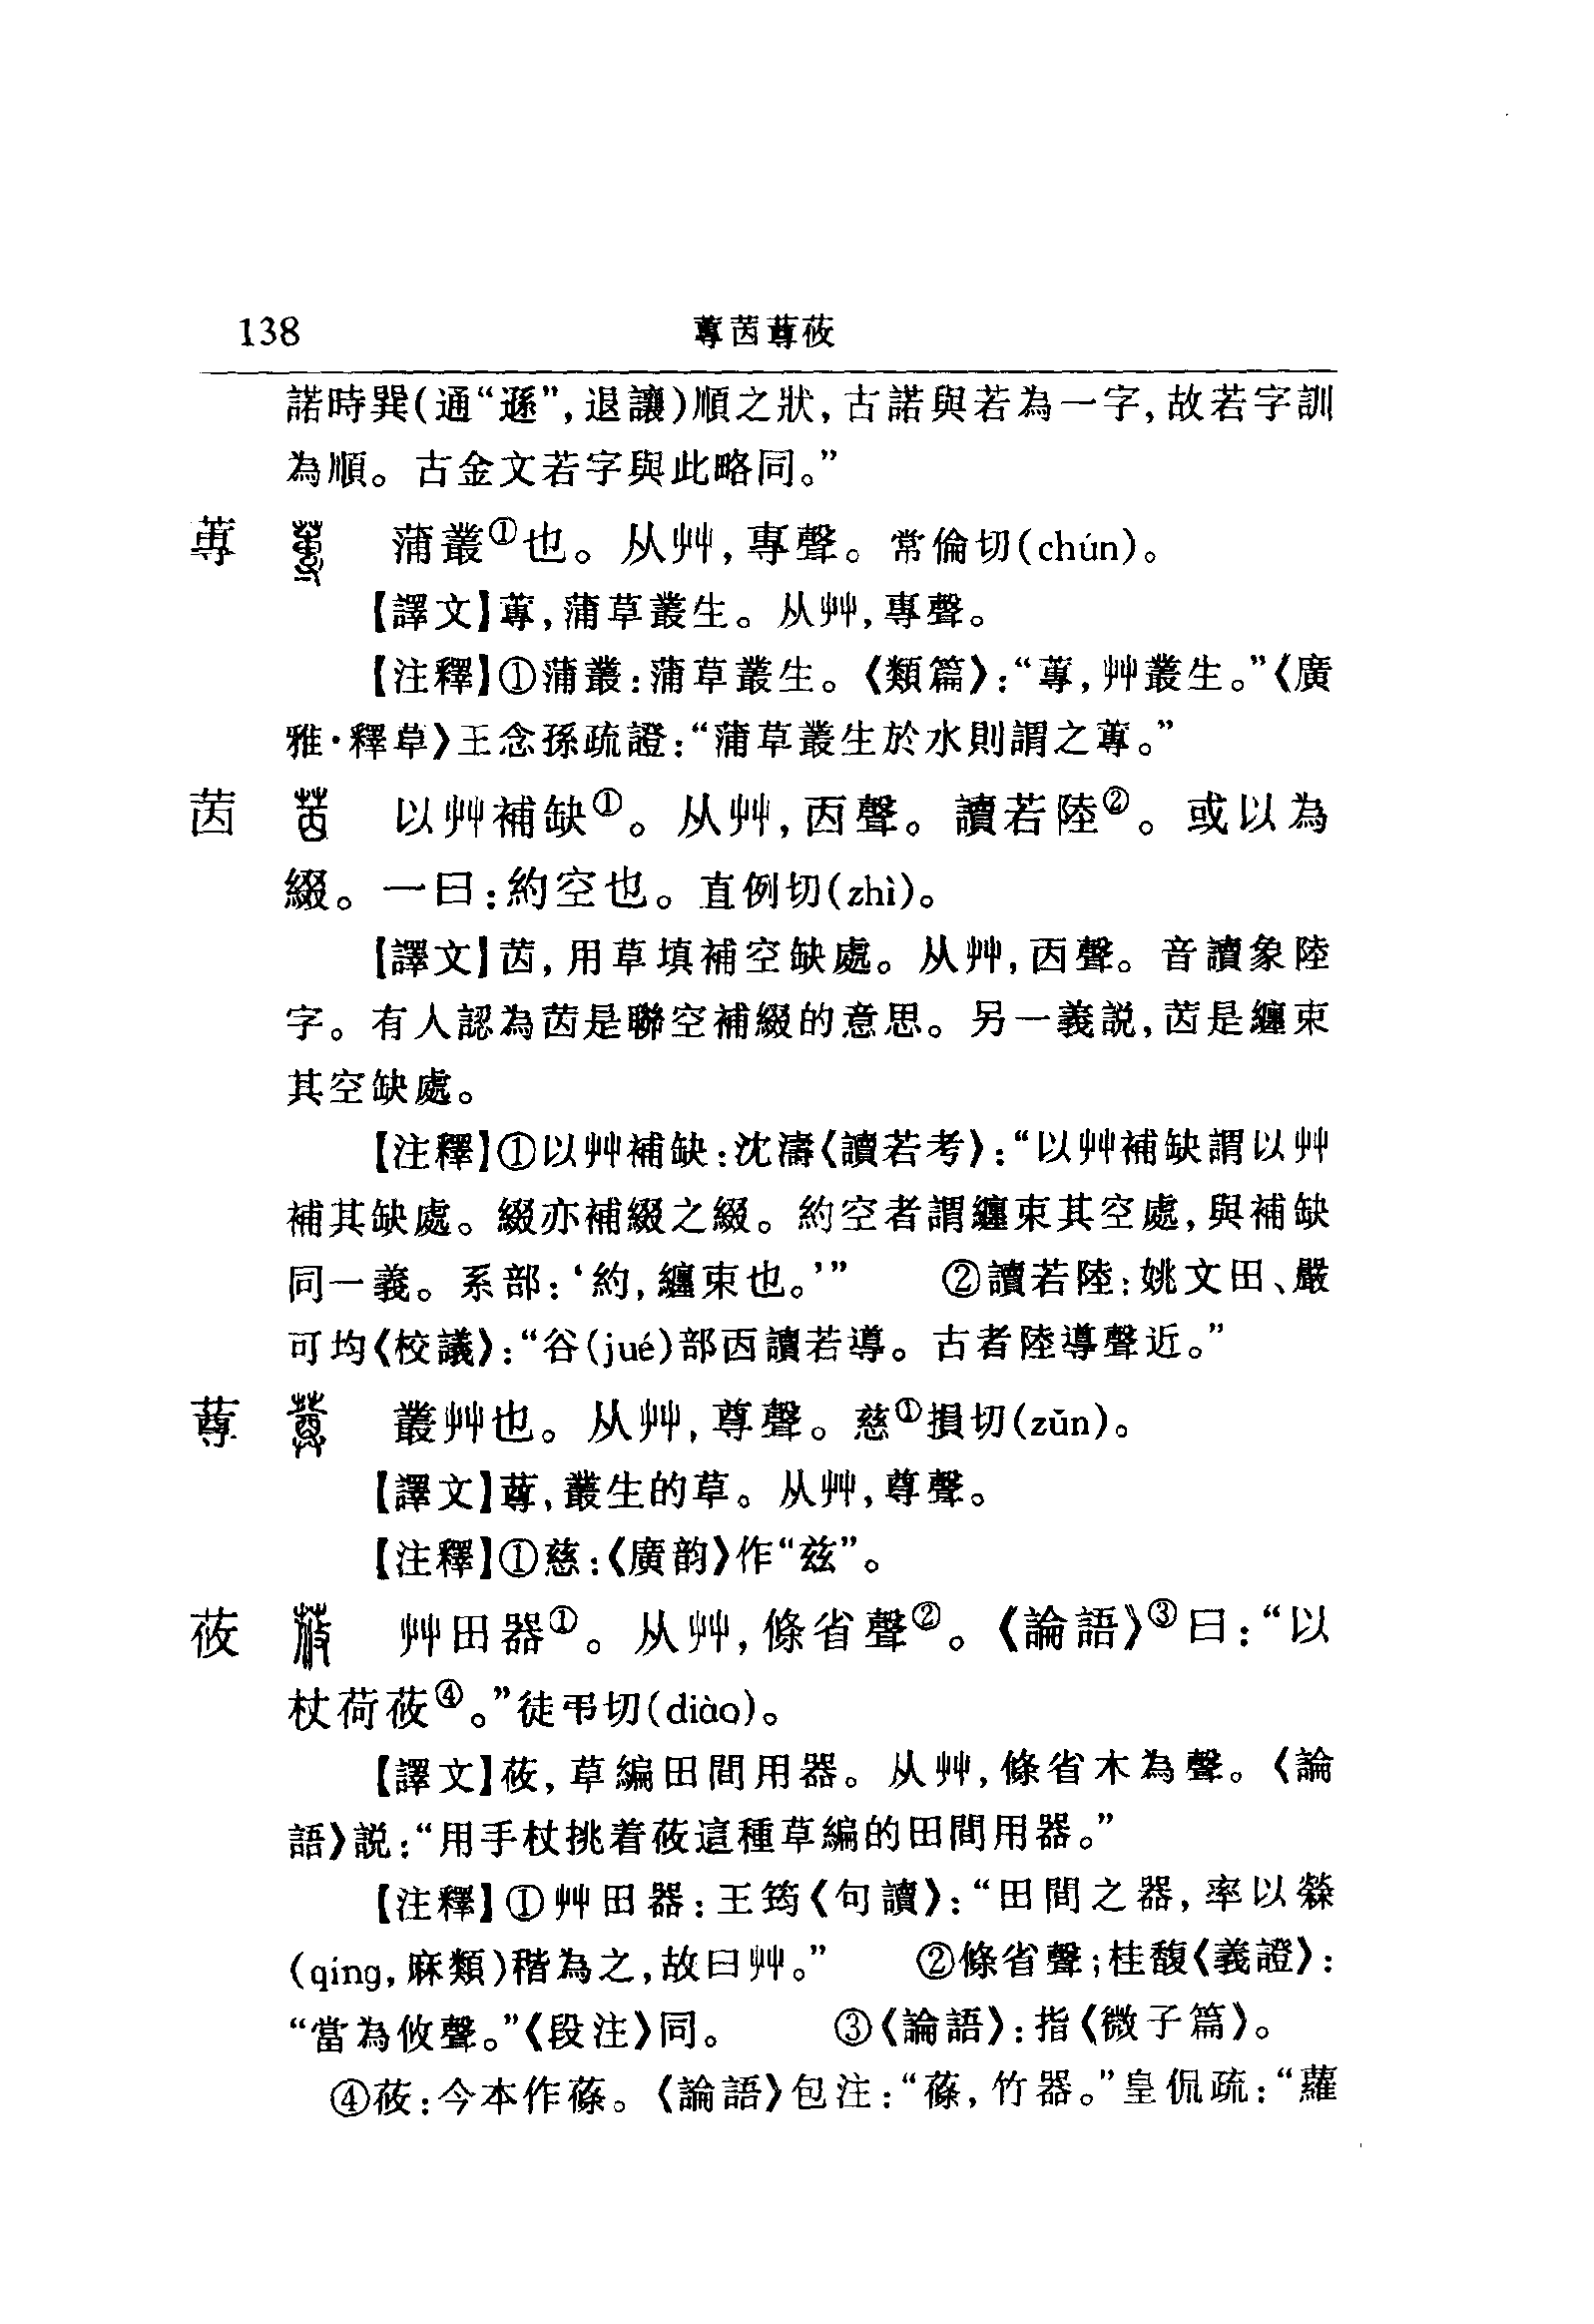 138 蓴䒳蕁莜
諾時巽(通“遜”,退讓)順之狀,古諾與若為一字,故若字訓
為順。古金文若字與此略同。”
蓴 蒲叢①也。从艸,專聲。常倫切(chún)。
【譯文】蓴,蒲草叢生。从艸,專聲。
【注釋】①蒲叢:蒲草叢生。《類篇》:“蓴,艸叢生。”《廣
雅·釋草》王念孫疏證:“蒲草叢生於水則謂之蓴。”
茵 以艸補缺①。从艸,㐁聲。讀若陸②。或以為
綴。一曰:約空也。直例切(zhì)。
【譯文】䒳,用草填補空缺處。从艸,㐁聲。音讀象陸
字。有人認為䒳是聯空補綴的意思。另一義説,䒳是纏束
其空缺處。
【注釋】①以艸補缺:沈濤《讀若考》:“以艸補缺謂以艸
補其缺處。綴亦補綴之綴。約空者謂纏束其空處,與補缺
同一義。系部:‘約,纏束也。’” ②讀若陸:姚文田、嚴
可均《校議》:“谷(jué)部㐁讀若導。古者陸導聲近。”
蕁 叢艸也。从艸,尊聲。慈①損切(zǔn)。
【譯文】蕁,叢生的草。从艸,尊聲。
【注釋】①慈:《廣韵》作“兹”。
莜 艸田器①。从艸,條省聲②。《論語》③曰:“以
杖荷莜④。”徒弔切(diào)。
【譯文】莜,草編田間用器。从艸,條省木為聲。《論
語》説:“用手杖挑着莜這種草編的田間用器。”
【注釋】①艸田器:王筠《句讀》:“田間之器,率以檾
(qíng,麻類)稭為之,故曰艸。” ②條省聲;桂馥《義證》:
“當為攸聲。”《段注》同。 ③《論語》:指《微子篇》。
④莜:今本作蓧。《論語》包注:“蓧,竹器。”皇侃疏:“籮